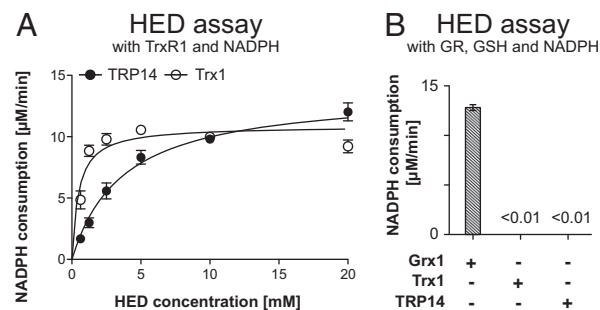 A
HED assay
with TrxR1 and NADPH
NADPH consumption [µM/min]
TRP14
Trx1
15
10
5
0
0
5
10
15
20
HED concentration [mM]
B
HED assay
with GR, GSH and NADPH
NADPH consumption
[µM/min]
15
0
<0.01
<0.01
Grx1 + - -
Trx1 - + -
TRP14 - - +